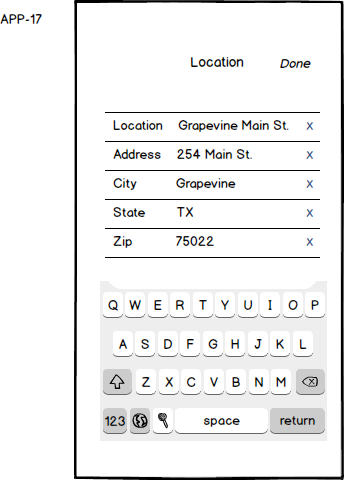 APP-17
Location Done
Location Grapevine Main St. x
Address 254 Main St. x
City Grapevine x
State TX x
Zip 75022 x
Q W E R T Y U I O P
A S D F G H J K L
Z X C V B N M
123 space return